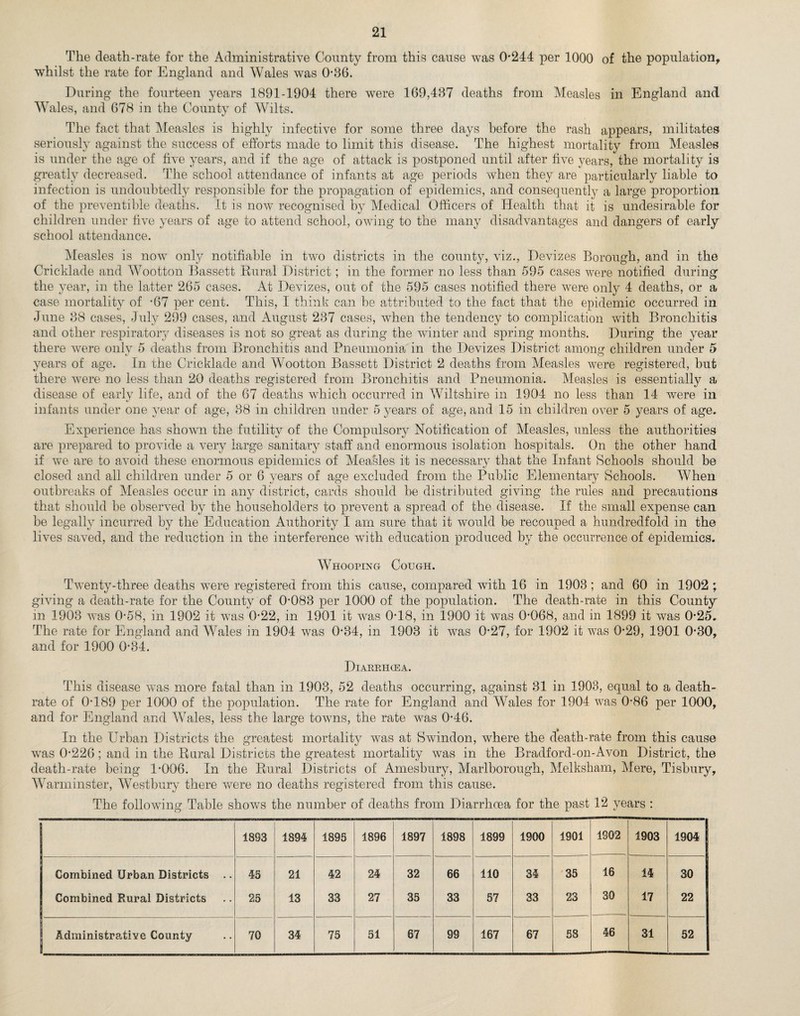 21
The death-rate for the Administrative County from this cause was 0·244 per 1000 of the population,
whilst the rate for England and Wales was 0·36.
During the fourteen years 1891-1904 there were 169,437 deaths from Measles in England and
Wales, and 678 in the County of Wilts.
The fact that Measles is highly infective for some three days before the rash appears, militates
seriously against the success of efforts made to limit this disease. The highest mortality from Measles
is under the age of five years, and if the age of attack is postponed until after five years, the mortality is
greatly decreased. The school attendance of infants at age periods when they are particularly liable to
infection is undoubtedly responsible for the propagation of epidemics, and consequently a large proportion
of the preventible deaths. It is now recognised by Medical Officers of Health that it is undesirable for
children under five years of age to attend school, owing to the many disadvantages and dangers of early
school attendance.
Measles is now only notifiable in two districts in the county, viz., Devizes Borough, and in the
Cricklade and Wootton Bassett Rural District; in the former no less than 595 cases were notified during
the year, in the latter 265 cases. At Devizes, out of the 595 cases notified there were only 4 deaths, or a
case mortality of ·67 per cent. This, I think can be attributed to the fact that the epidemic occurred in
June 38 cases, July 299 cases, and August 237 cases, when the tendency to complication with Bronchitis
and other respiratory diseases is not so great as during the winter and spring months. During the year
there were only 5 deaths from Bronchitis and Pneumonia in the Devizes District among children under 5
years of age. In the Cricklade and Wootton Bassett District 2 deaths from Measles were registered, but
there were no less than 20 deaths registered from Bronchitis and Pneumonia. Measles is essentially a
disease of early life, and of the 67 deaths which occurred in Wiltshire in 1904 no less than 14 were in
infants under one year of age, 38 in children under 5 years of age, and 15 in children over 5 years of age.
Experience has shown the futility of the Compulsory Notification of Measles, unless the authorities
are prepared to provide a very large sanitary staff and enormous isolation hospitals. On the other hand
if we are to avoid these enormous epidemics of Measles it is necessary that the Infant Schools should be
closed and all children under 5 or 6 years of age excluded from the Public Elementary Schools. When
outbreaks of Measles occur in any district, cards should be distributed giving the rules and precautions
that should be observed by the householders to prevent a spread of the disease. If the small expense can
be legally incurred by the Education Authority I am sure that it would be recouped a hundredfold in the
lives saved, and the reduction in the interference with education produced by the occurrence of epidemics.
Whooping Cough.
Twenty-three deaths were registered from this cause, compared with 16 in 1903; and 60 in 1902;
giving a death-rate for the County of 0·083 per 1000 of the population. The death-rate in this County
in 1903 was 0·58, in 1902 it was 0·22, in 1901 it was 0·18, in 1900 it was 0·068, and in 1899 it was 0·25.
The rate for England and Wales in 1904 was 0·34, in 1903 it was 0·27, for 1902 it was 0·29, 1901 0·30,
and for 1900 0·34.
Diarrhœa.
This disease was more fatal than in 1903, 52 deaths occurring, against 31 in 1903, equal to a death-
rate of 0·189 per 1000 of the population. The rate for England and Wales for 1904 was 0·86 per 1000,
and for England and Wales, less the large towns, the rate was 0·46.
In the Urban Districts the greatest mortality was at Swindon, where the death-rate from this cause
was 0·226; and in the Rural Districts the greatest mortality was in the Bradford-on-Avon District, the
death-rate being 1·006. In the Rural Districts of Amesbury, Marlborough, Melksham, Mere, Tisbury,
Warminster, Westbury there were no deaths registered from this cause.
The following Table shows the number of deaths from Diarrhœa for the past 12 years :
1893 1894 1895 1896 1897 1898 1899 1900 1901 1902 1903 1904
Combined Urban Districts .. 45 21 42 24 32 66 110 34 35 16 14 30
Combined Rural Districts .. 25 13 33 27 35 33 57 33 23 30 17 22
Administrative County .. 70 34 75 51 67 99 167 67 58 46 31 52